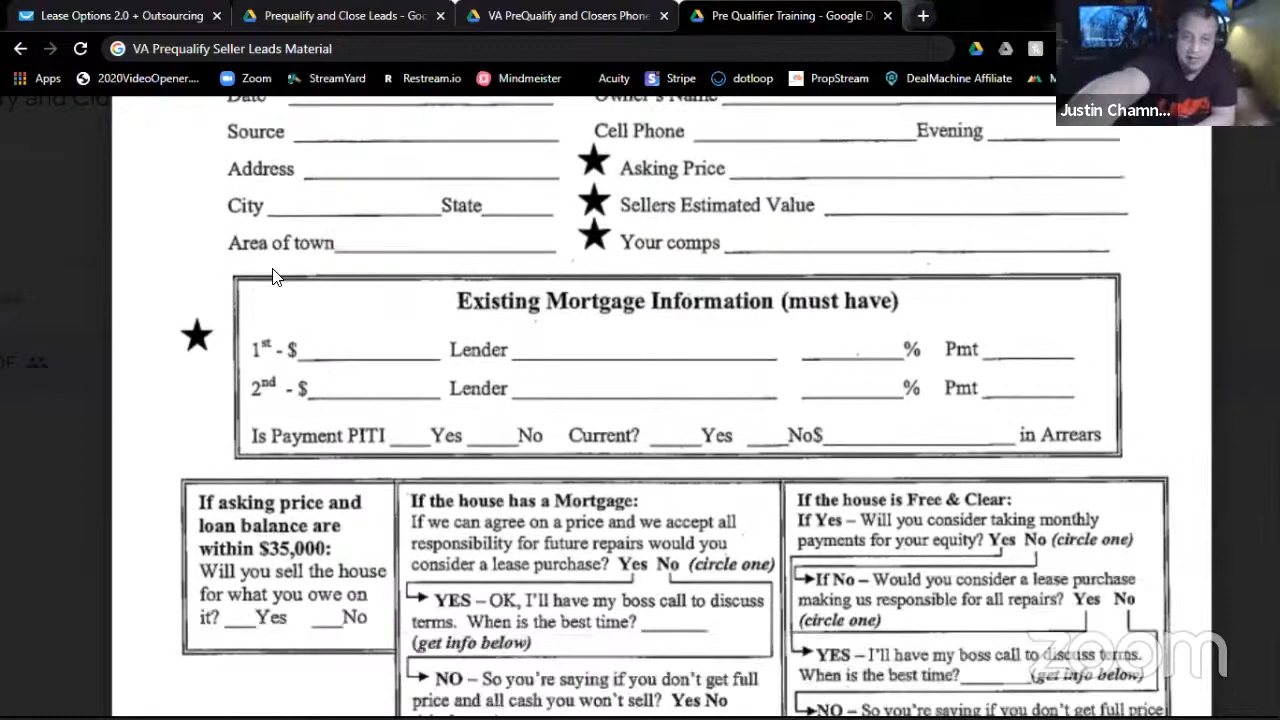 Lease Options 2.0 + Outsourcing
Prequalify and Close Leads - Goo
VA PreQualify and Closers Phone
Pre Qualifier Training - Google D
VA Prequalify Seller Leads Material
Apps
2020VideoOpener....
Zoom
StreamYard
Restream.io
Mindmeister
Acuity
Stripe
dotloop
PropStream
DealMachine Affiliate
Justin Chamn...
Date
Owner's Name
Source
Cell Phone
Evening
Address
Asking Price
City
State
Sellers Estimated Value
Area of town
Your comps
Existing Mortgage Information (must have)
1st - $ Lender % Pmt
2nd - $ Lender % Pmt
Is Payment PITI Yes No Current? Yes No$ in Arrears
If asking price and
loan balance are
within $35,000:
Will you sell the house
for what you owe on
it? Yes No
If the house has a Mortgage:
If we can agree on a price and we accept all
responsibility for future repairs would you
consider a lease purchase? Yes No (circle one)
YES – OK, I'll have my boss call to discuss
terms. When is the best time?
(get info below)
NO – So you're saying if you don't get full
price and all cash you won't sell? Yes No
If the house is Free & Clear:
If Yes – Will you consider taking monthly
payments for your equity? Yes No (circle one)
If No – Would you consider a lease purchase
making us responsible for all repairs? Yes No
(circle one)
YES – I'll have my boss call to discuss terms.
When is the best time? (get info below)
NO – So you're saying if you don't get full price
zoom